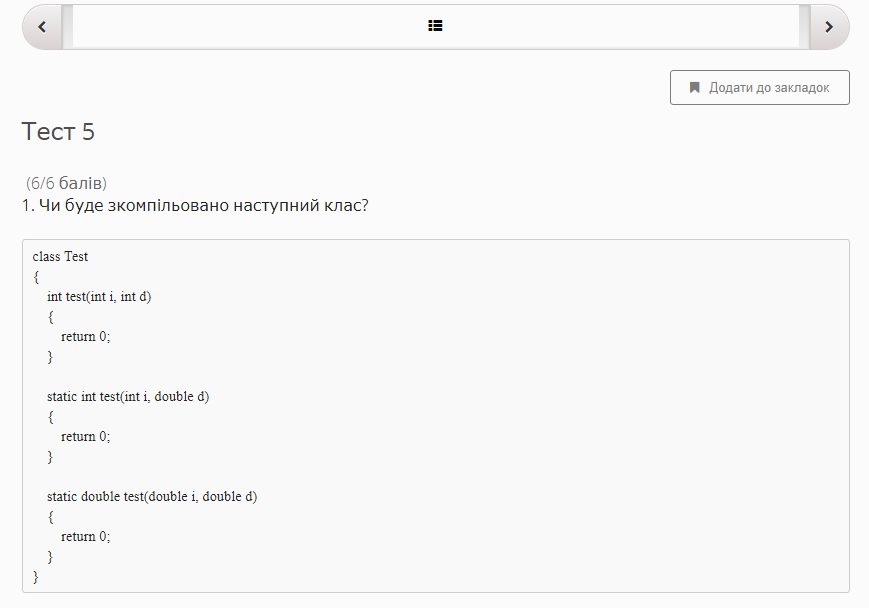 Додати до закладок
Тест 5
(6/6 балів)
1. Чи буде зкомпільовано наступний клас?
class Test
{
int test(int i, int d)
{
return 0;
}
static int test(int i, double d)
{
return 0;
}
static double test(double i, double d)
{
return 0;
}
}